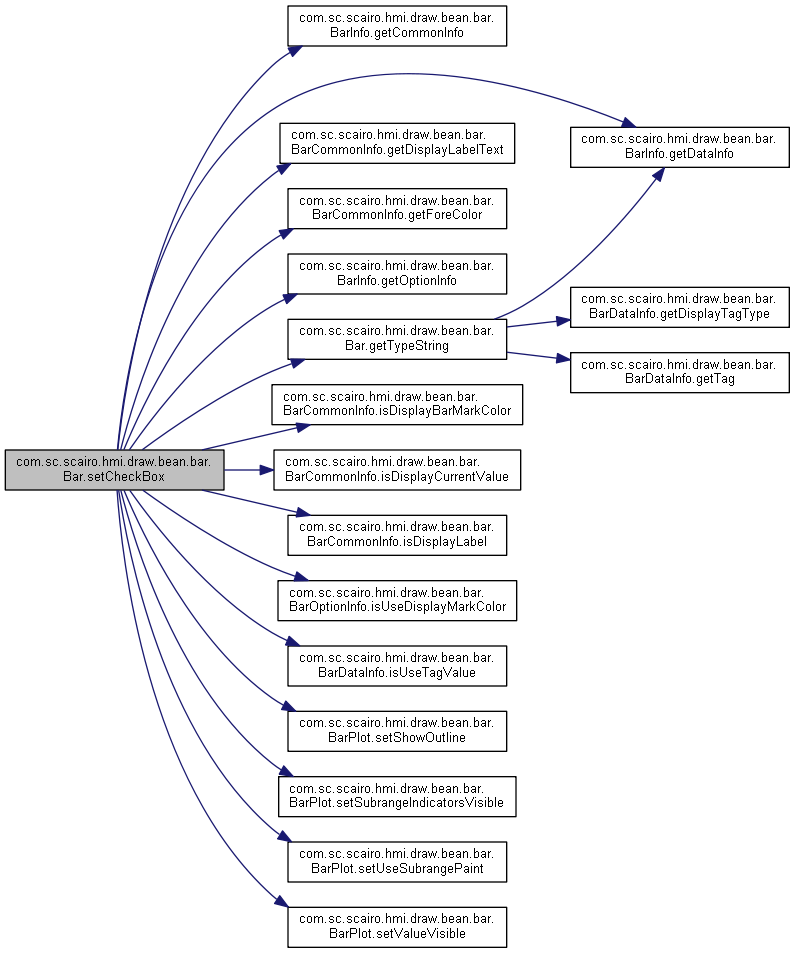 com.sc.scairo.hmi.draw.bean.bar.
BarInfo.getCommonInfo
com.sc.scairo.hmi.draw.bean.bar.
BarCommonInfo.getDisplayLabelText
com.sc.scairo.hmi.draw.bean.bar.
BarInfo.getDataInfo
com.sc.scairo.hmi.draw.bean.bar.
BarCommonInfo.getForeColor
com.sc.scairo.hmi.draw.bean.bar.
BarInfo.getOptionInfo
com.sc.scairo.hmi.draw.bean.bar.
BarDataInfo.getDisplayTagType
com.sc.scairo.hmi.draw.bean.bar.
Bar.getTypeString
com.sc.scairo.hmi.draw.bean.bar.
BarDataInfo.getTag
com.sc.scairo.hmi.draw.bean.bar.
BarCommonInfo.isDisplayBarMarkColor
com.sc.scairo.hmi.draw.bean.bar.
Bar.setCheckBox
com.sc.scairo.hmi.draw.bean.bar.
BarCommonInfo.isDisplayCurrentValue
com.sc.scairo.hmi.draw.bean.bar.
BarCommonInfo.isDisplayLabel
com.sc.scairo.hmi.draw.bean.bar.
BarOptionInfo.isUseDisplayMarkColor
com.sc.scairo.hmi.draw.bean.bar.
BarDataInfo.isUseTagValue
com.sc.scairo.hmi.draw.bean.bar.
BarPlot.setShowOutline
com.sc.scairo.hmi.draw.bean.bar.
BarPlot.setSubrangeIndicatorsVisible
com.sc.scairo.hmi.draw.bean.bar.
BarPlot.setUseSubrangePaint
com.sc.scairo.hmi.draw.bean.bar.
BarPlot.setValueVisible